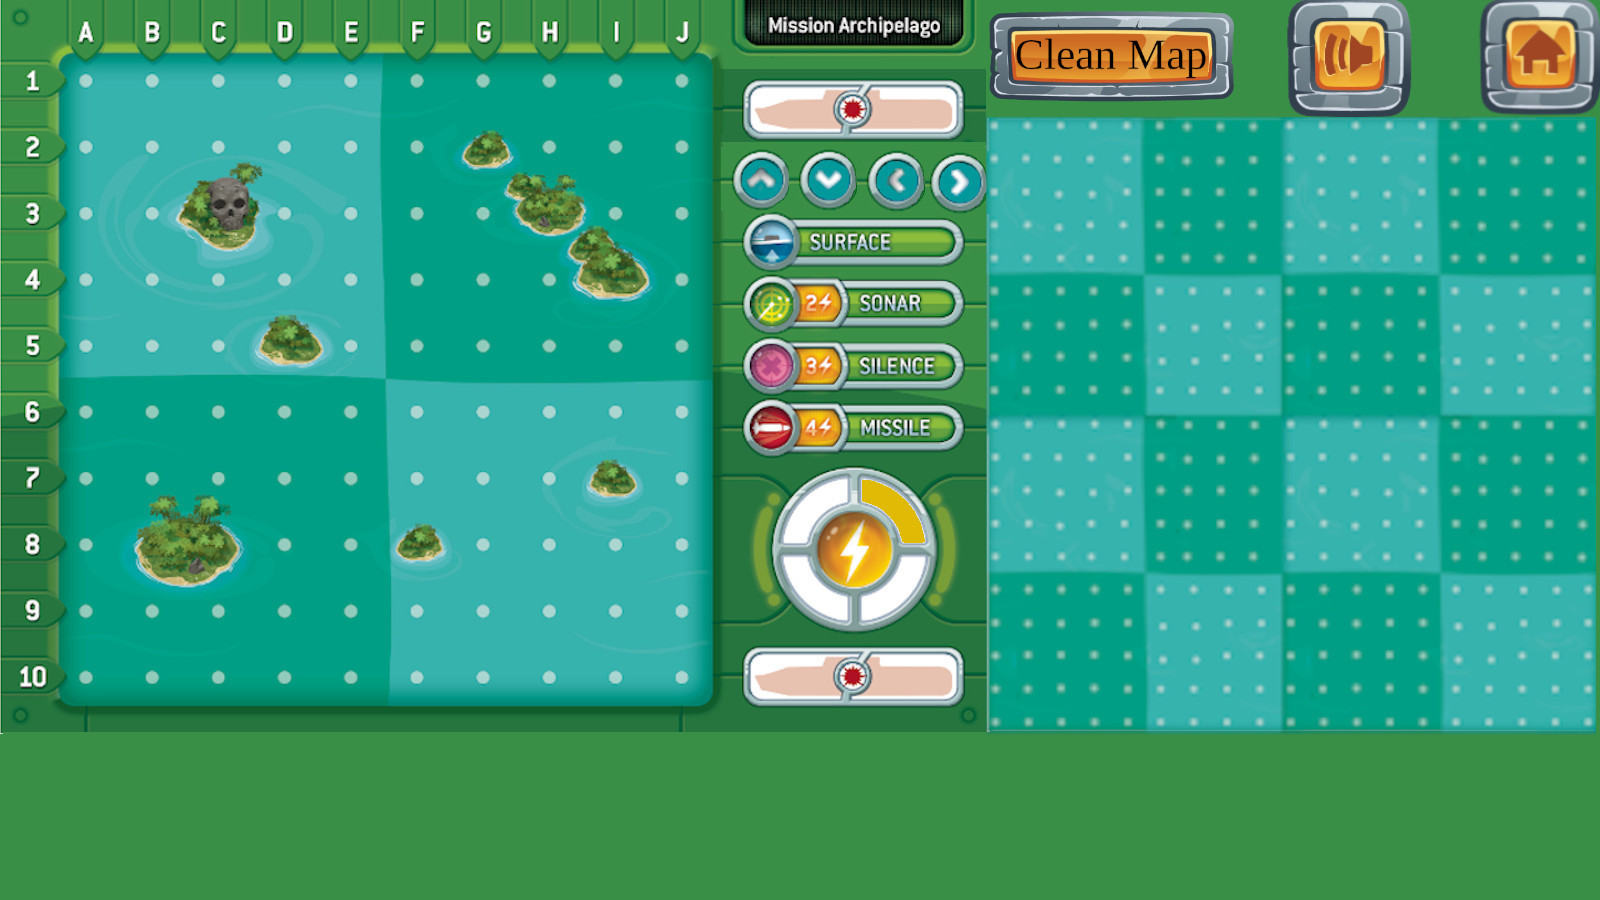 A B C D E F G H I J
Mission Archipelago
Clean Map
1
2
3
4
5
6
7
8
9
10
SURFACE
2 SONAR
3 SILENCE
4 MISSILE